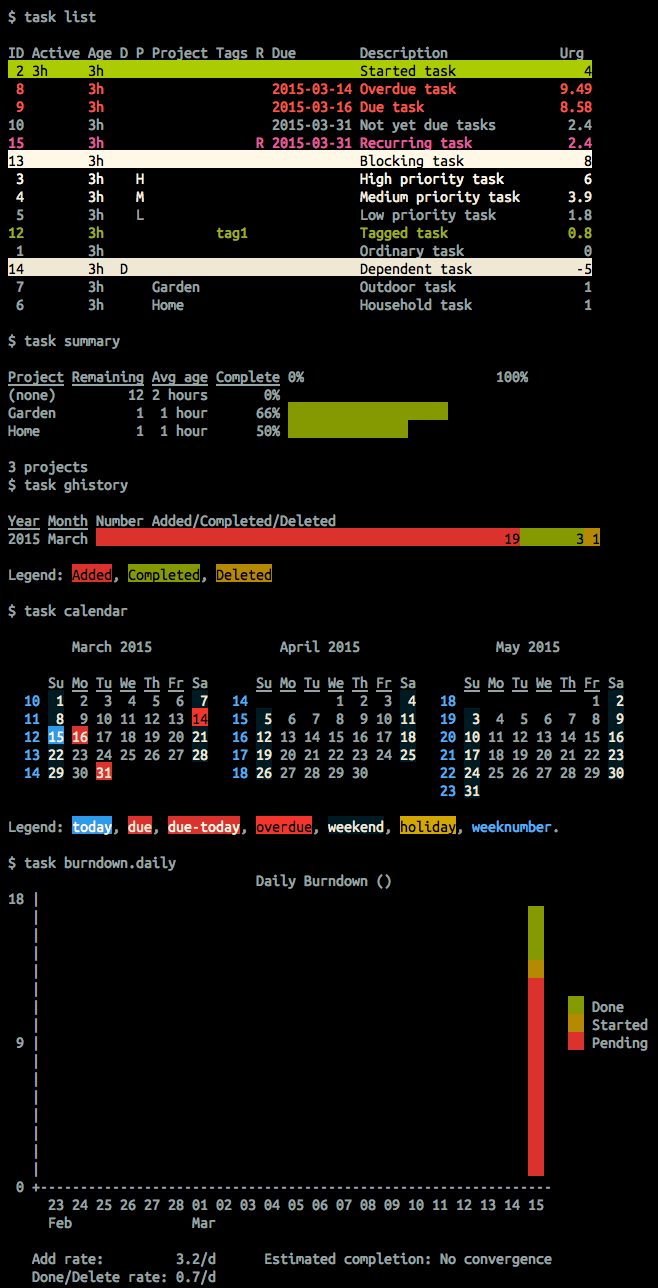 $ task list
ID Active Age D P Project Tags R Due        Description          Urg
 2 3h     3h                                Started task            4
 8        3h                     2015-03-14 Overdue task         9.49
 9        3h                     2015-03-16 Due task             8.58
10        3h                     2015-03-31 Not yet due tasks     2.4
15        3h                   R 2015-03-31 Recurring task        2.4
13        3h                                Blocking task           8
 3        3h    H                           High priority task      6
 4        3h    M                           Medium priority task  3.9
 5        3h    L                           Low priority task     1.8
12        3h              tag1              Tagged task           0.8
 1        3h                                Ordinary task           0
14        3h  D                             Dependent task         -5
 7        3h      Garden                    Outdoor task            1
 6        3h      Home                      Household task          1
$ task summary
Project Remaining Avg age Complete 0%                        100%
(none)         12 2 hours       0%
Garden          1  1 hour      66%
Home            1  1 hour      50%
3 projects
$ task ghistory
Year Month Number Added/Completed/Deleted
2015 March 19 3 1
Legend: Added, Completed, Deleted
$ task calendar
March 2015 April 2015 May 2015
Su Mo Tu We Th Fr Sa Su Mo Tu We Th Fr Sa Su Mo Tu We Th Fr Sa
10 1 2 3 4 5 6 7 14 1 2 3 4 18 1 2
11 8 9 10 11 12 13 14 15 5 6 7 8 9 10 11 19 3 4 5 6 7 8 9
12 15 16 17 18 19 20 21 16 12 13 14 15 16 17 18 20 10 11 12 13 14 15 16
13 22 23 24 25 26 27 28 17 19 20 21 22 23 24 25 21 17 18 19 20 21 22 23
14 29 30 31 18 26 27 28 29 30 22 24 25 26 27 28 29 30
23 31
Legend: today, due, due-today, overdue, weekend, holiday, weeknumber.
$ task burndown.daily
Daily Burndown ()
18
Done
Started
9
Pending
0
23 24 25 26 27 28 01 02 03 04 05 06 07 08 09 10 11 12 13 14 15
Feb Mar
Add rate: 3.2/d Estimated completion: No convergence
Done/Delete rate: 0.7/d